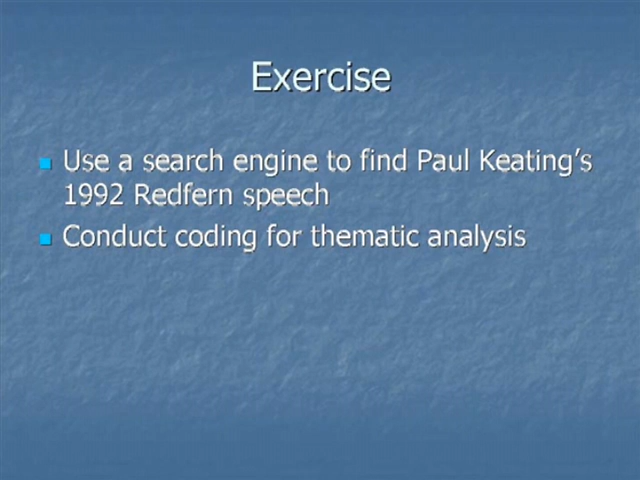 Exercise
Use a search engine to find Paul Keating's
1992 Redfern speech
Conduct coding for thematic analysis